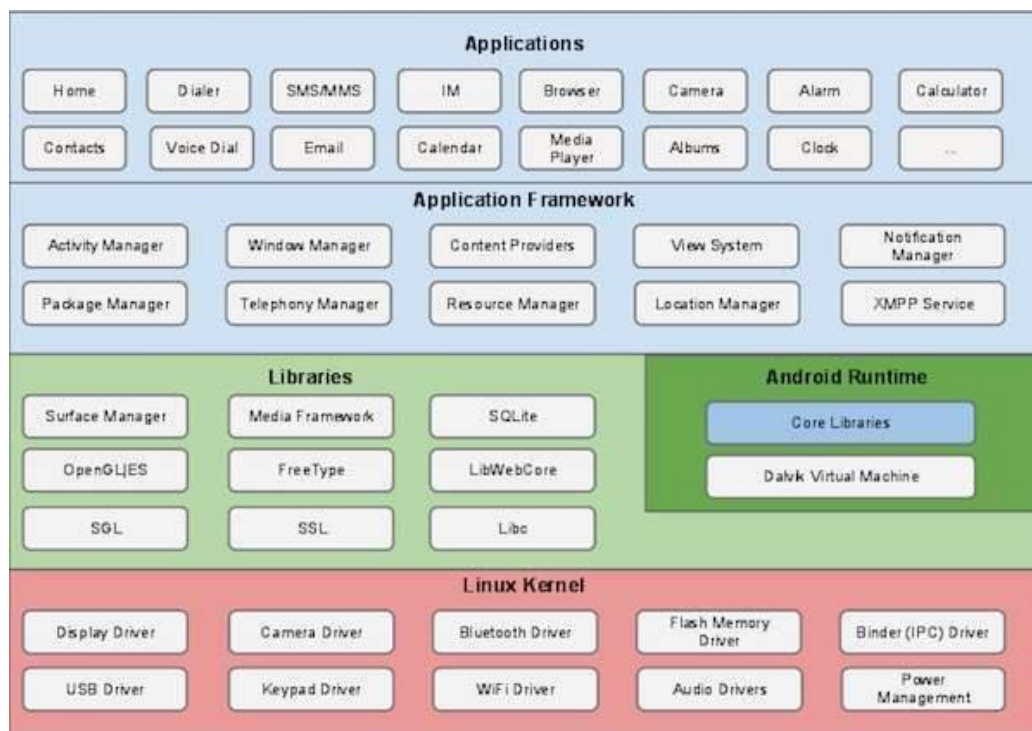 Applications
Home
Dialer
SMS/MMS
IM
Browser
Camera
Alarm
Calculator
Contacts
Voice Dial
Email
Calendar
Media
Player
Albums
Clock
...
Application Framework
Activity Manager
Window Manager
Content Providers
View System
Notification
Manager
Package Manager
Telephony Manager
Resource Manager
Location Manager
XMPP Service
Libraries
Surface Manager
Media Framework
SQLite
OpenGL|ES
FreeType
LibWebCore
SGL
SSL
Libc
Android Runtime
Core Libraries
Dalvik Virtual Machine
Linux Kernel
Display Driver
Camera Driver
Bluetooth Driver
Flash Memory
Driver
Binder (IPC) Driver
USB Driver
Keypad Driver
WiFi Driver
Audio Drivers
Power
Management